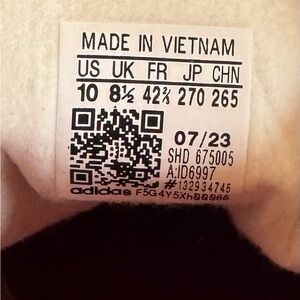 MADE IN VIETNAM
US UK FR JP CHN
10 8½ 42⅔ 270 265
07/23
SHD 675005
A:ID6997
#132934745
adidas F5G4Y5Xh00066